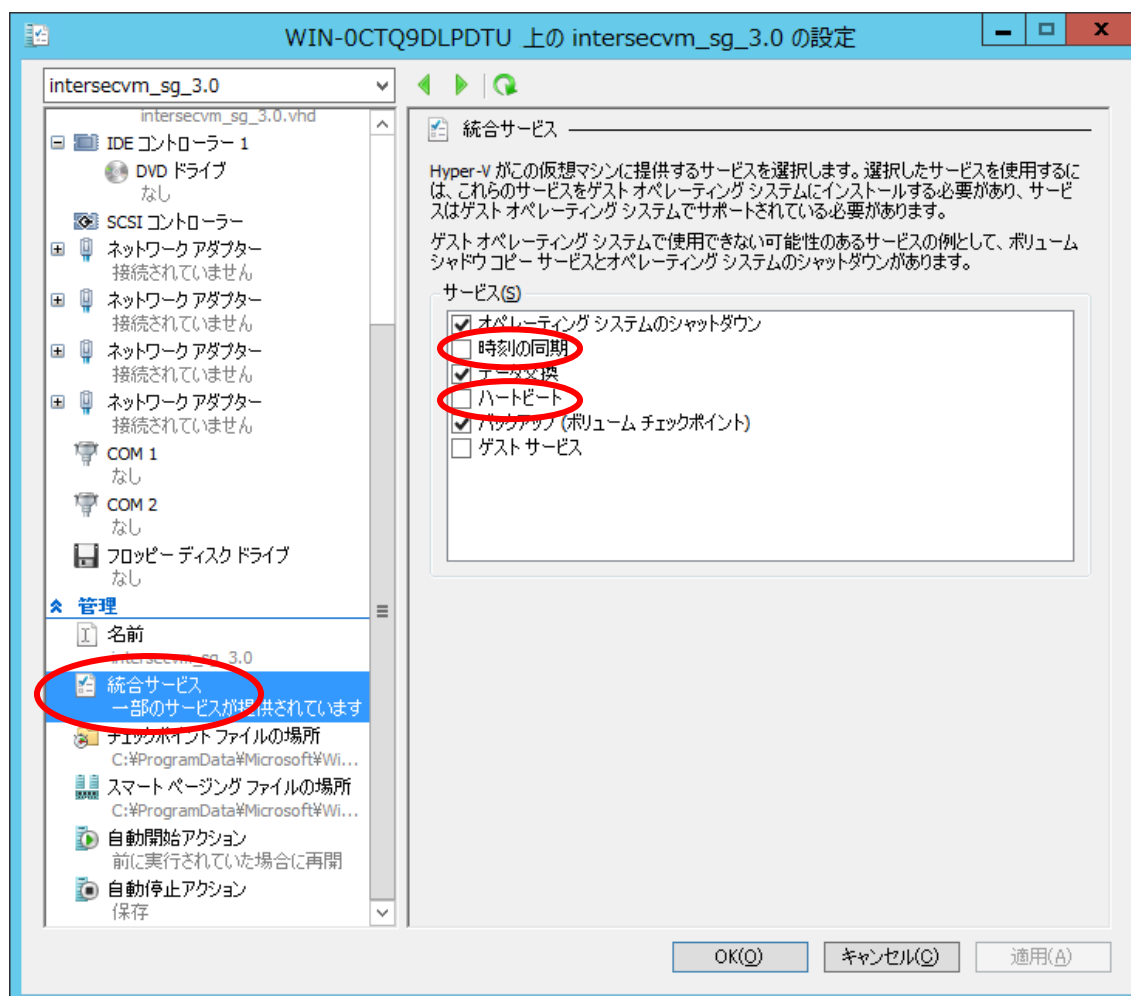 WIN-0CTQ9DLPDTU 上の intersecvm_sg_3.0 の設定
intersecvm_sg_3.0
intersecvm_sg_3.0.vhd
IDE コントローラー 1
DVD ドライブ
なし
SCSI コントローラー
ネットワーク アダプター
接続されていません
ネットワーク アダプター
接続されていません
ネットワーク アダプター
接続されていません
ネットワーク アダプター
接続されていません
COM 1
なし
COM 2
なし
フロッピー ディスク ドライブ
なし
管理
名前
intersecvm_sg_3.0
統合サービス
一部のサービスが提供されています
チェックポイント ファイルの場所
C:¥ProgramData¥Microsoft¥Wi...
スマート ページング ファイルの場所
C:¥ProgramData¥Microsoft¥Wi...
自動開始アクション
前に実行されていた場合に再開
自動停止アクション
保存
統合サービス
Hyper-V がこの仮想マシンに提供するサービスを選択します。選択したサービスを使用するに
は、これらのサービスをゲスト オペレーティング システムにインストールする必要があり、サービ
スはゲスト オペレーティング システムでサポートされている必要があります。
ゲスト オペレーティング システムで使用できない可能性のあるサービスの例として、ボリューム
シャドウ コピー サービスとオペレーティング システムのシャットダウンがあります。
サービス(S)
オペレーティング システムのシャットダウン
時刻の同期
データ交換
ハートビート
バックアップ (ボリューム チェックポイント)
ゲスト サービス
OK(O)
キャンセル(C)
適用(A)